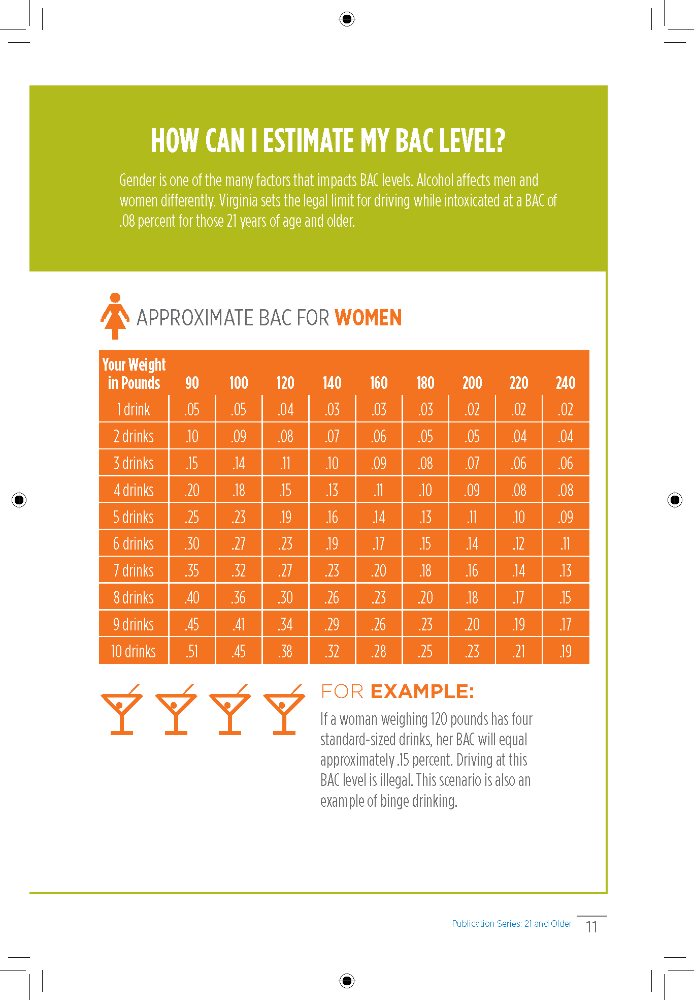 HOW CAN I ESTIMATE MY BAC LEVEL?
Gender is one of the many factors that impacts BAC levels. Alcohol affects men and
women differently. Virginia sets the legal limit for driving while intoxicated at a BAC of
.08 percent for those 21 years of age and older.
APPROXIMATE BAC FOR WOMEN
Your Weight
in Pounds 90 100 120 140 160 180 200 220 240
1 drink .05 .05 .04 .03 .03 .03 .02 .02 .02
2 drinks .10 .09 .08 .07 .06 .05 .05 .04 .04
3 drinks .15 .14 .11 .10 .09 .08 .07 .06 .06
4 drinks .20 .18 .15 .13 .11 .10 .09 .08 .08
5 drinks .25 .23 .19 .16 .14 .13 .11 .10 .09
6 drinks .30 .27 .23 .19 .17 .15 .14 .12 .11
7 drinks .35 .32 .27 .23 .20 .18 .16 .14 .13
8 drinks .40 .36 .30 .26 .23 .20 .18 .17 .15
9 drinks .45 .41 .34 .29 .26 .23 .20 .19 .17
10 drinks .51 .45 .38 .32 .28 .25 .23 .21 .19
FOR EXAMPLE:
If a woman weighing 120 pounds has four
standard-sized drinks, her BAC will equal
approximately .15 percent. Driving at this
BAC level is illegal. This scenario is also an
example of binge drinking.
Publication Series: 21 and Older 11